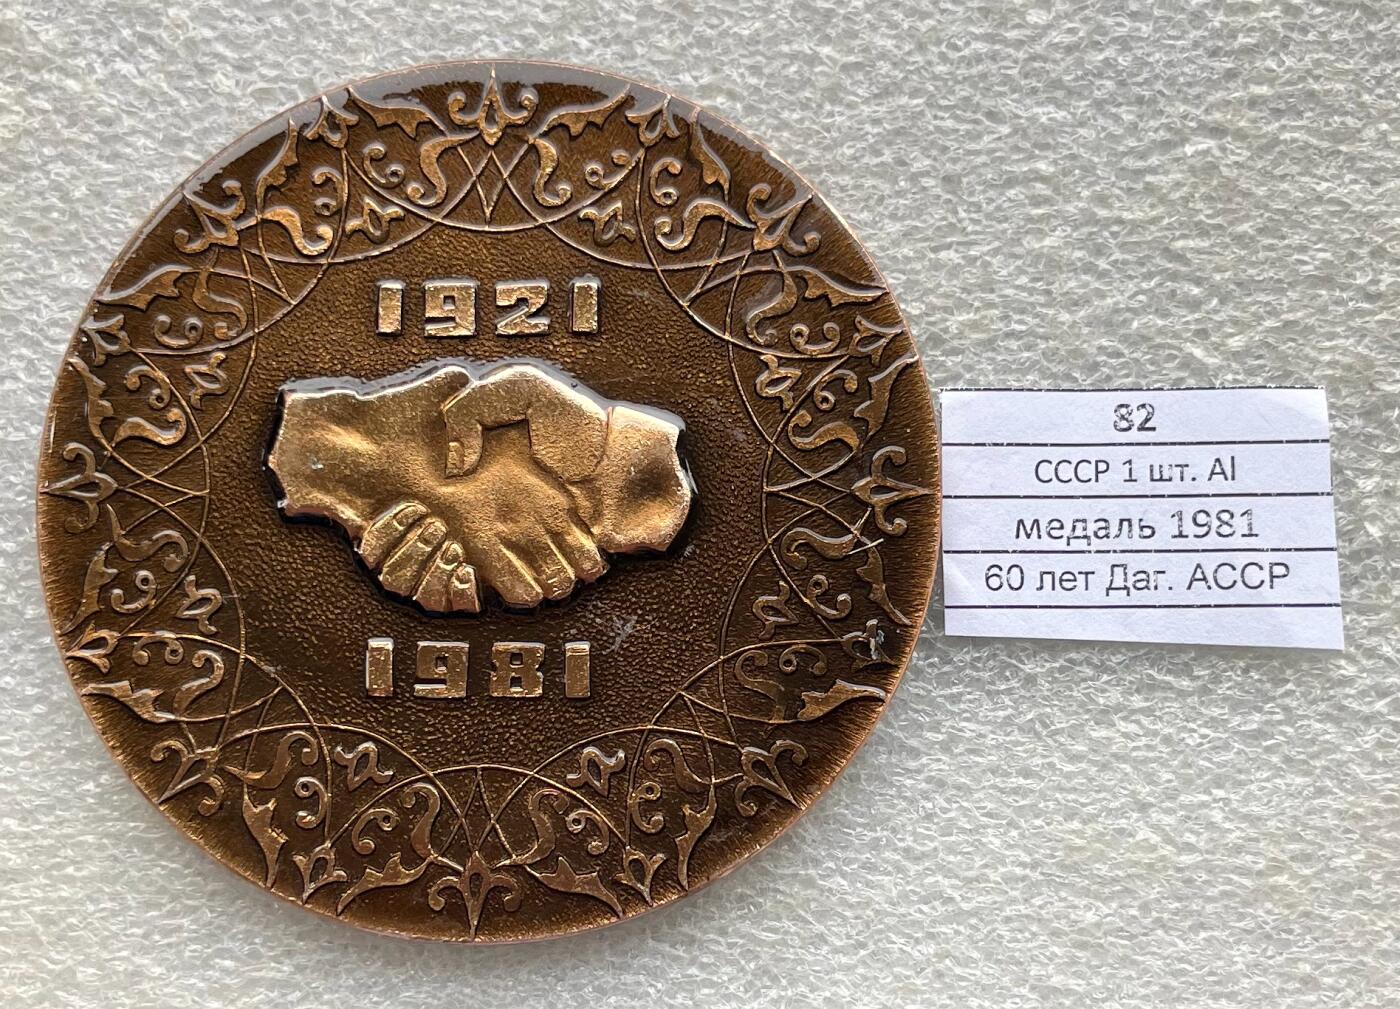 1921
1981
82
СССР 1 шт. Al
медаль 1981
60 лет Даг. АССР